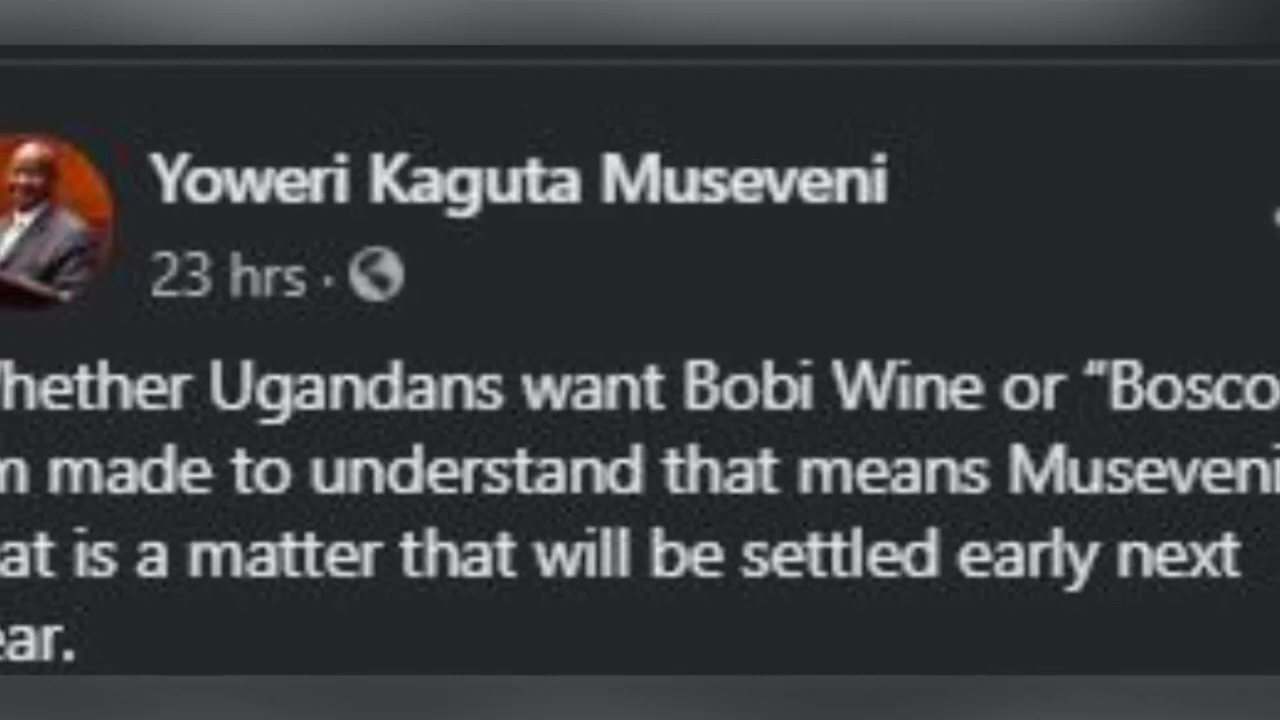 Yoweri Kaguta Museveni
23 hrs ·
hether Ugandans want Bobi Wine or “Bosco
m made to understand that means Museveni
at is a matter that will be settled early next
ear.